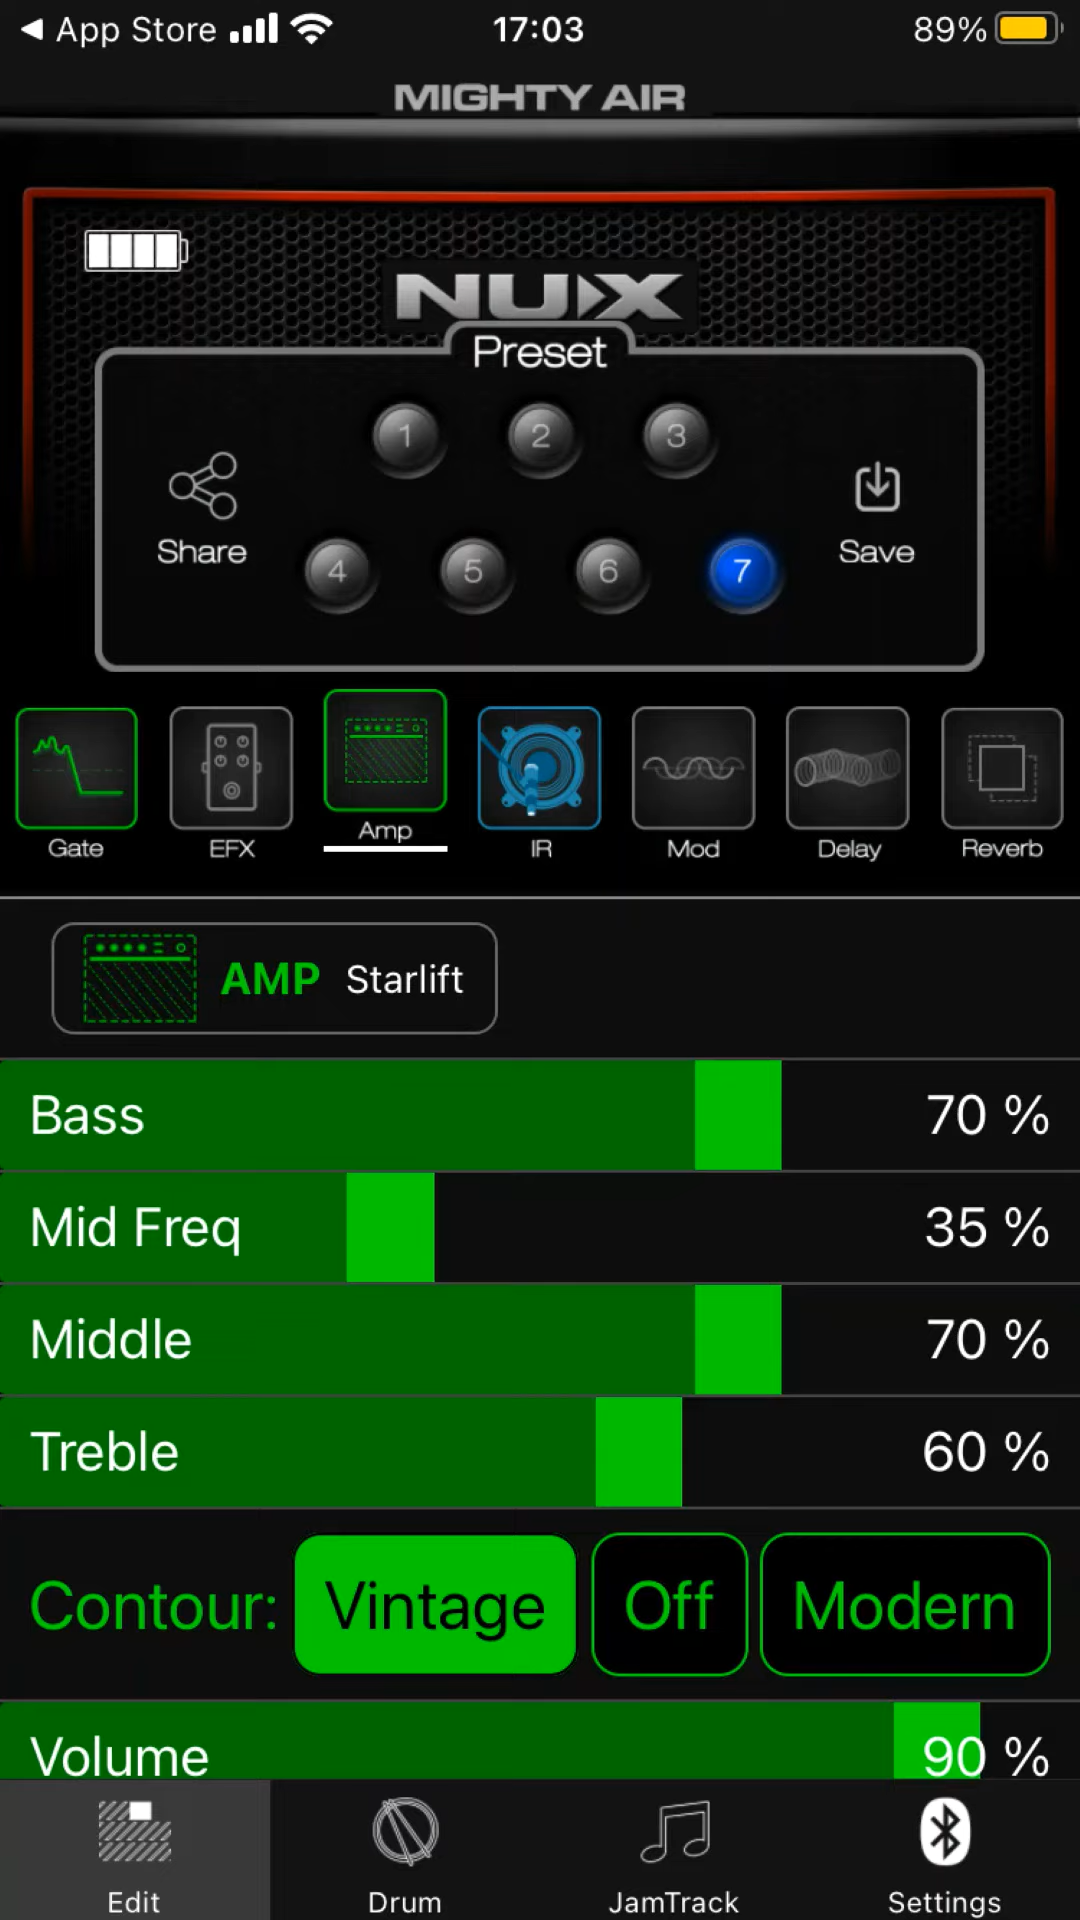 App Store 17:03 89%
MIGHTY AIR
NUX
Preset
1 2 3
Share Save
4 5 6 7
Gate EFX Amp IR Mod Delay Reverb
AMP Starlift
Bass 70 %
Mid Freq 35 %
Middle 70 %
Treble 60 %
Contour: Vintage Off Modern
Volume 90 %
Edit Drum JamTrack Settings